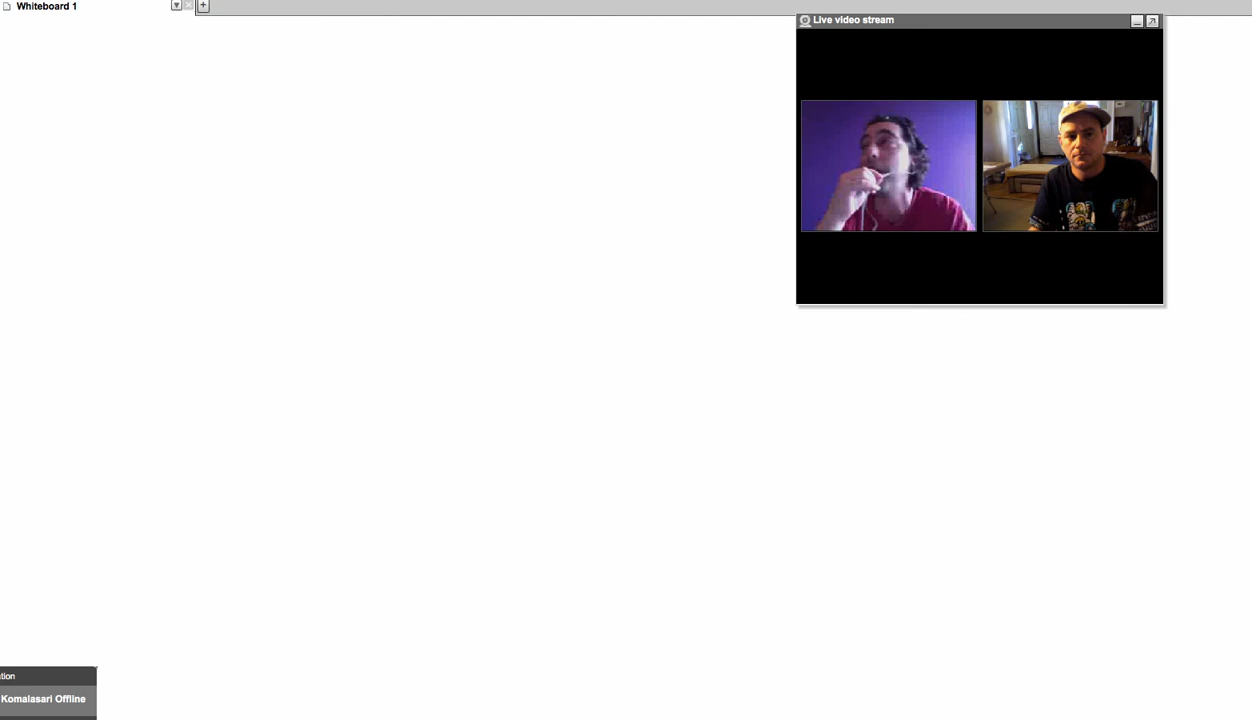 Whiteboard 1
+
Live video stream
tion
Komalasari Offline